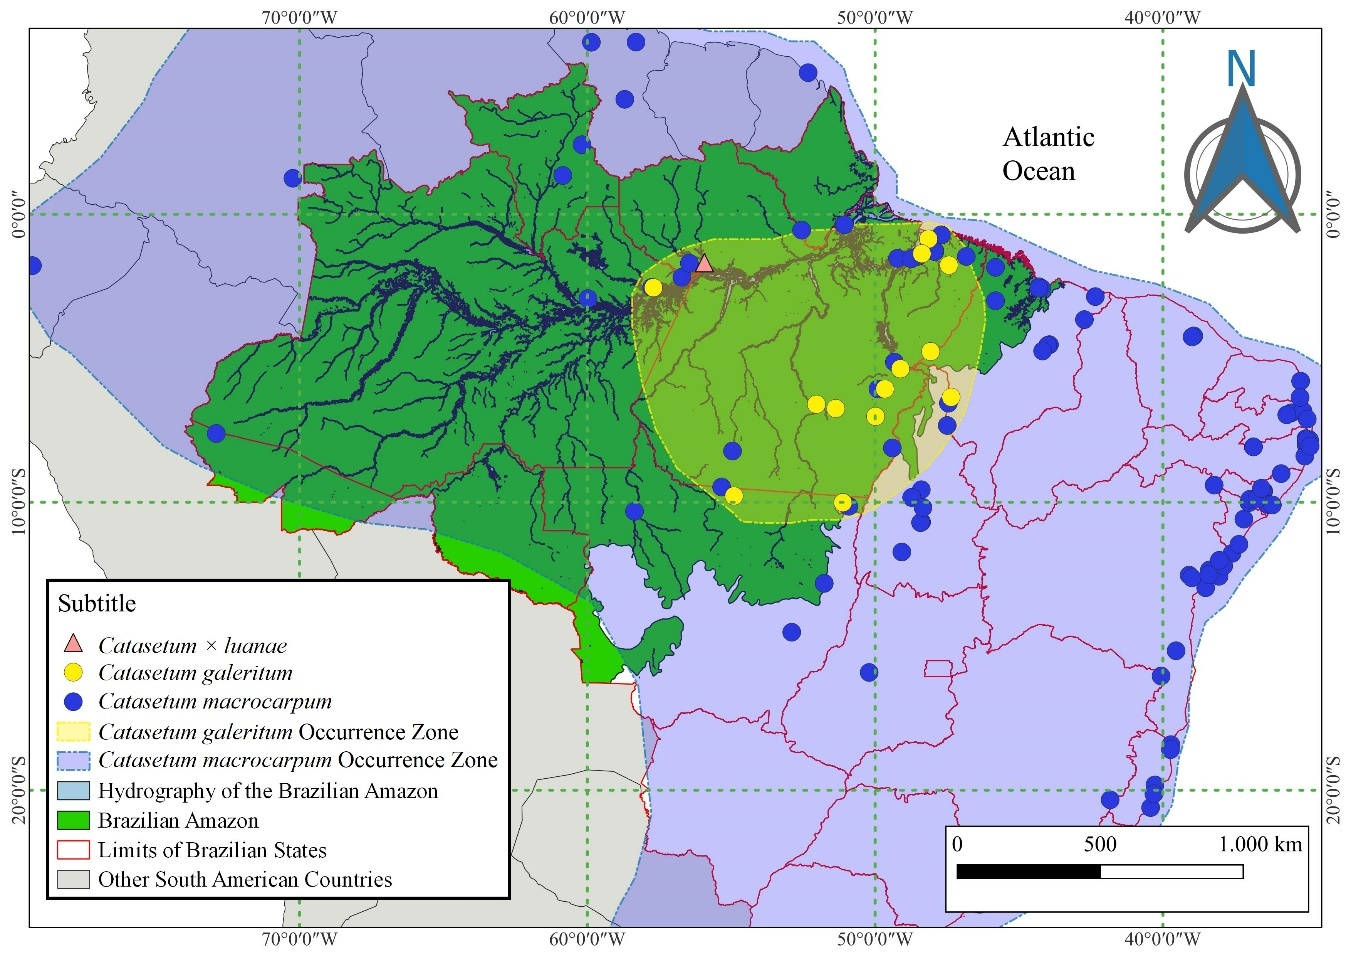 70°0'0"W 60°0'0"W 50°0'0"W 40°0'0"W
N
Atlantic
Ocean
0°0'0" 0°0'0"
10°0'0"S 10°0'0"S
20°0'0"S 20°0'0"S
Subtitle
Catasetum × luanae
Catasetum galeritum
Catasetum macrocarpum
Catasetum galeritum Occurrence Zone
Catasetum macrocarpum Occurrence Zone
Hydrography of the Brazilian Amazon
Brazilian Amazon
Limits of Brazilian States
Other South American Countries
0 500 1.000 km
70°0'0"W 60°0'0"W 50°0'0"W 40°0'0"W